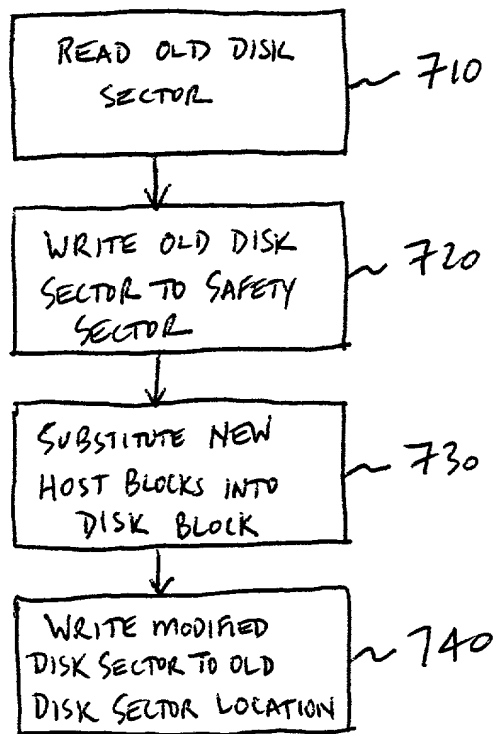 READ OLD DISK
SECTOR
710
WRITE OLD DISK
SECTOR TO SAFETY
SECTOR
720
SUBSTITUTE NEW
HOST BLOCKS INTO
DISK BLOCK
730
WRITE MODIFIED
DISK SECTOR TO OLD
DISK SECTOR LOCATION
740